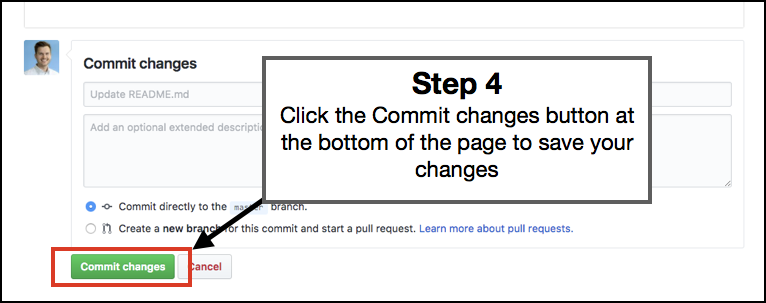 Commit changes
Step 4
Click the Commit changes button at
the bottom of the page to save your
changes
Update README.md
Add an optional extended
Commit directly to the branch.
Create a new branch for this commit and start a pull request. Learn more about pull requests.
Commit changes
Cancel